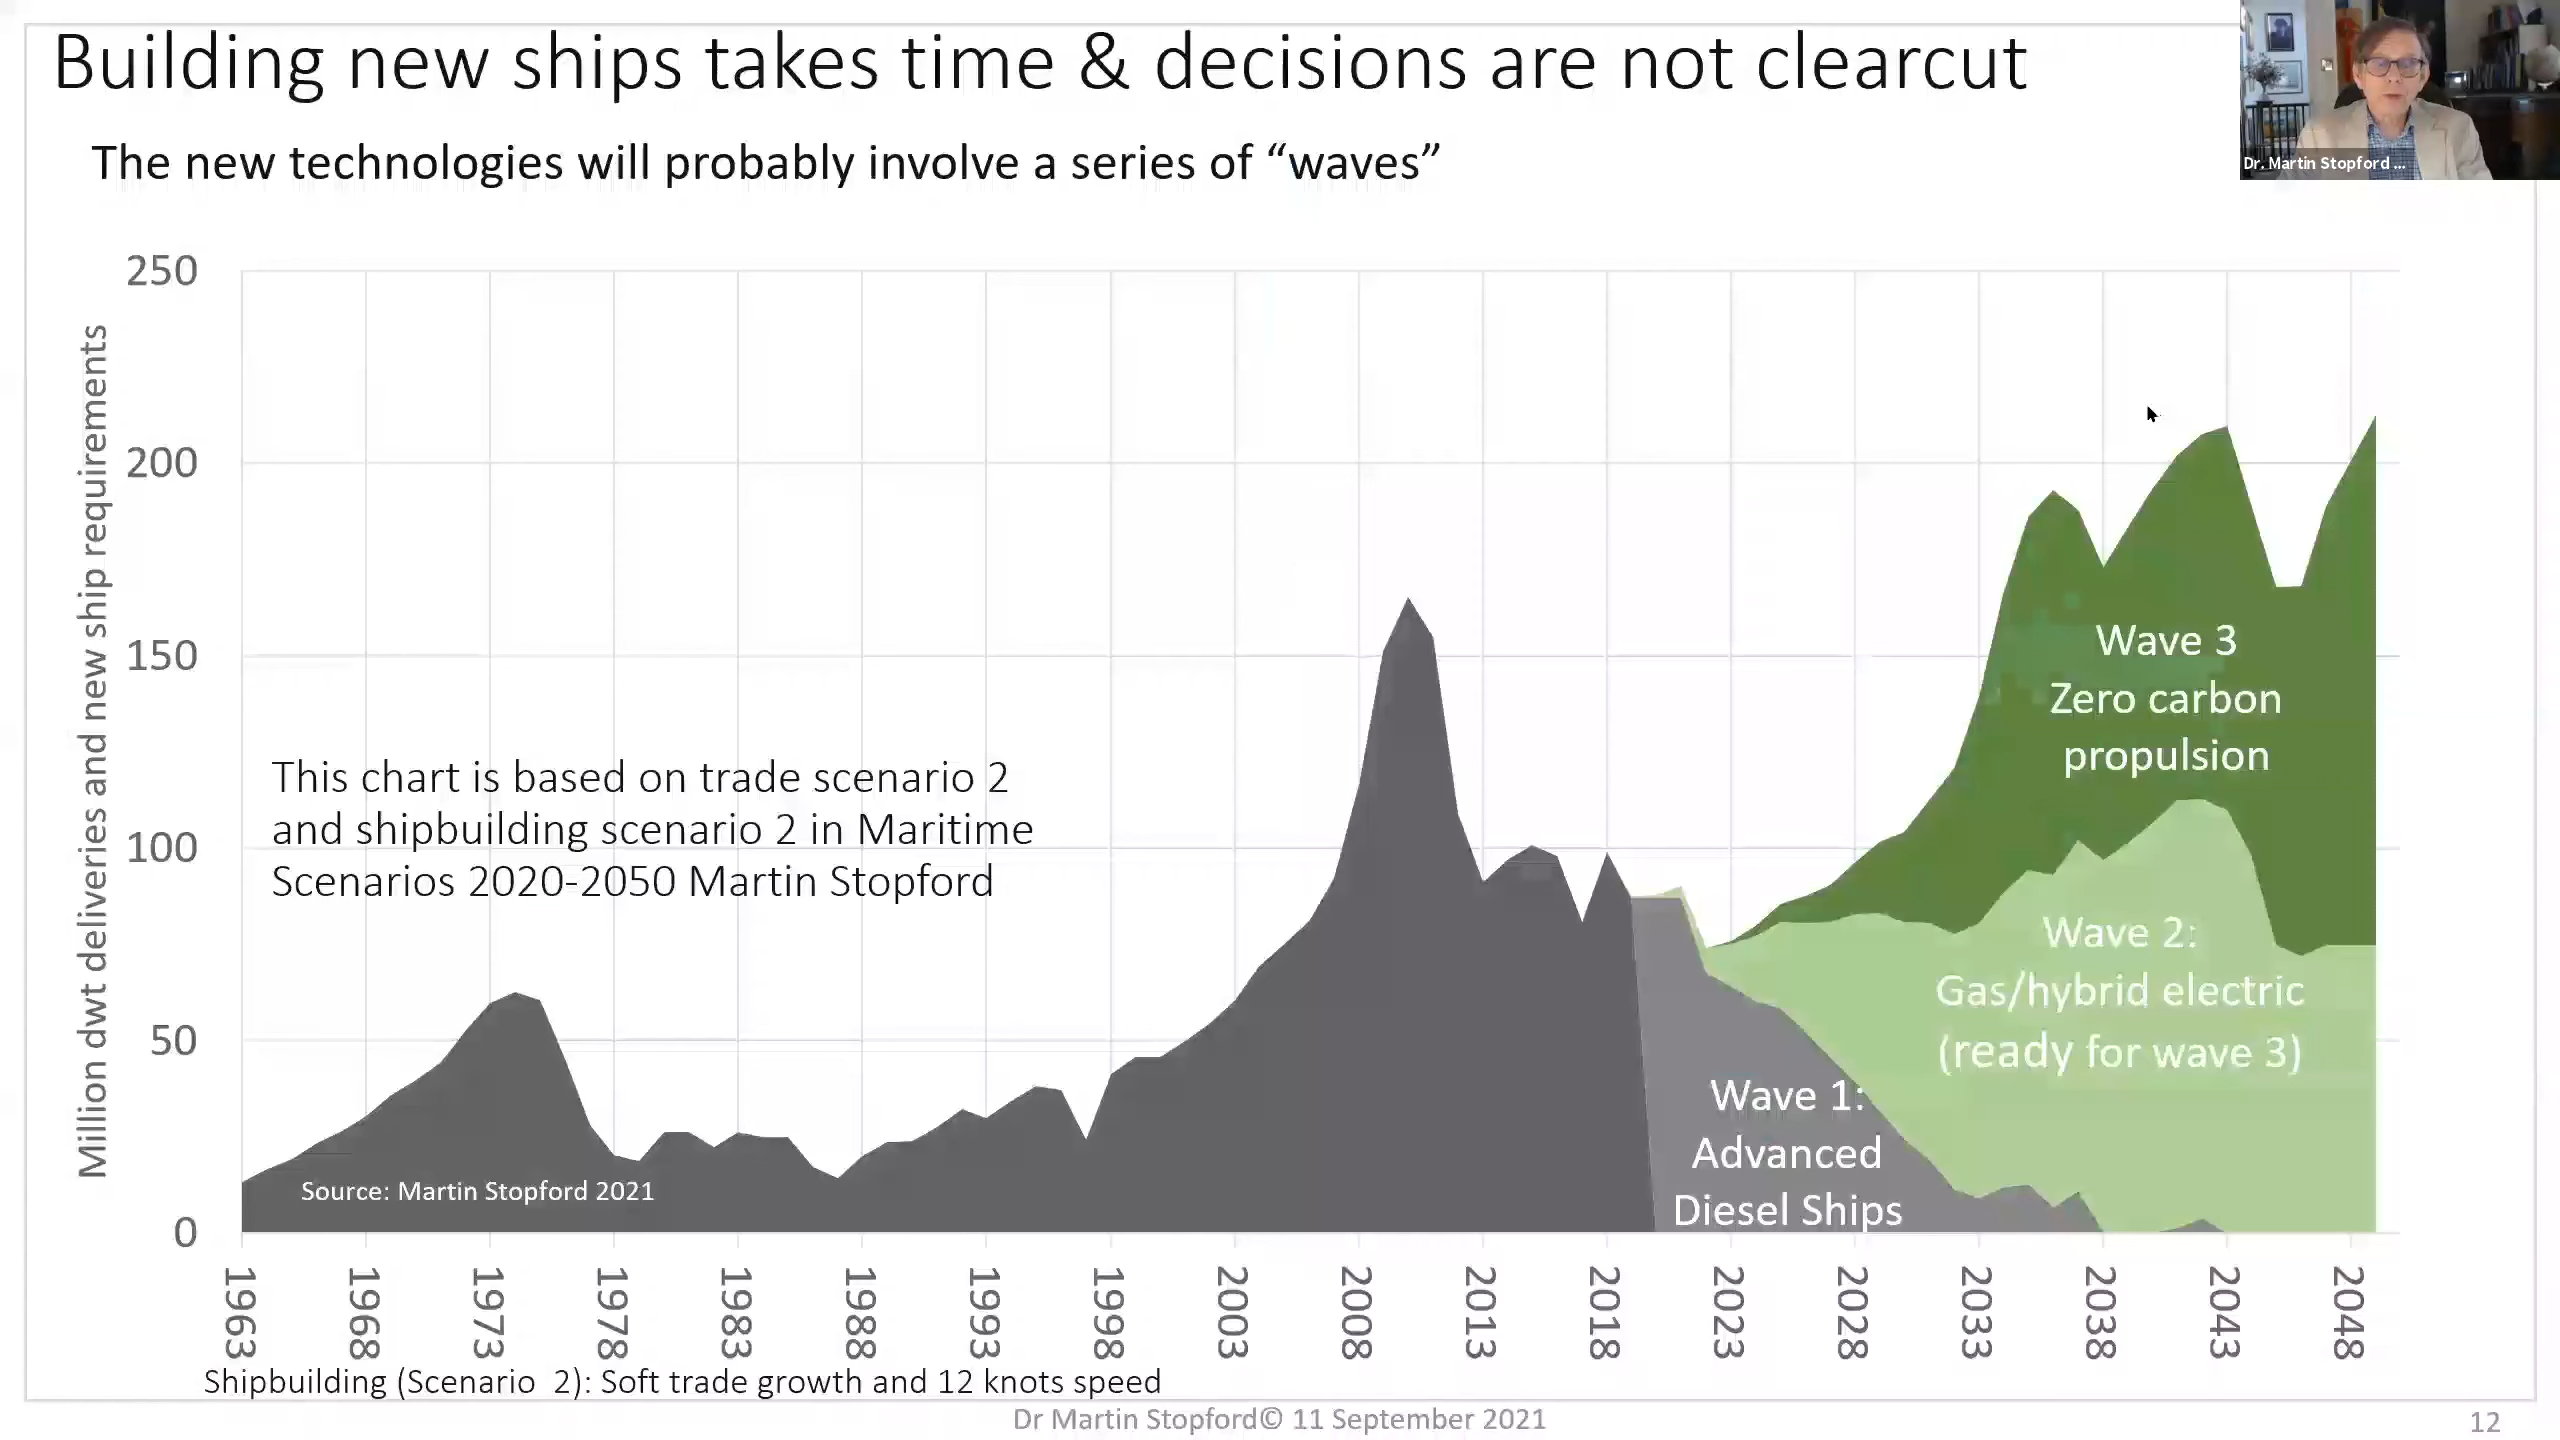 Building new ships takes time & decisions are not clearcut
Dr. Martin Stopford ...
The new technologies will probably involve a series of “waves”
Million dwt deliveries and new ship requirements
250
200
150
100
50
0
This chart is based on trade scenario 2
and shipbuilding scenario 2 in Maritime
Scenarios 2020-2050 Martin Stopford
Source: Martin Stopford 2021
Wave 3
Zero carbon
propulsion
Wave 2:
Gas/hybrid electric
(ready for wave 3)
Wave 1:
Advanced
Diesel Ships
1963
1968
1973
1978
1983
1988
1993
1998
2003
2008
2013
2018
2023
2028
2033
2038
2043
2048
Shipbuilding (Scenario 2): Soft trade growth and 12 knots speed
Dr Martin Stopford© 11 September 2021
12